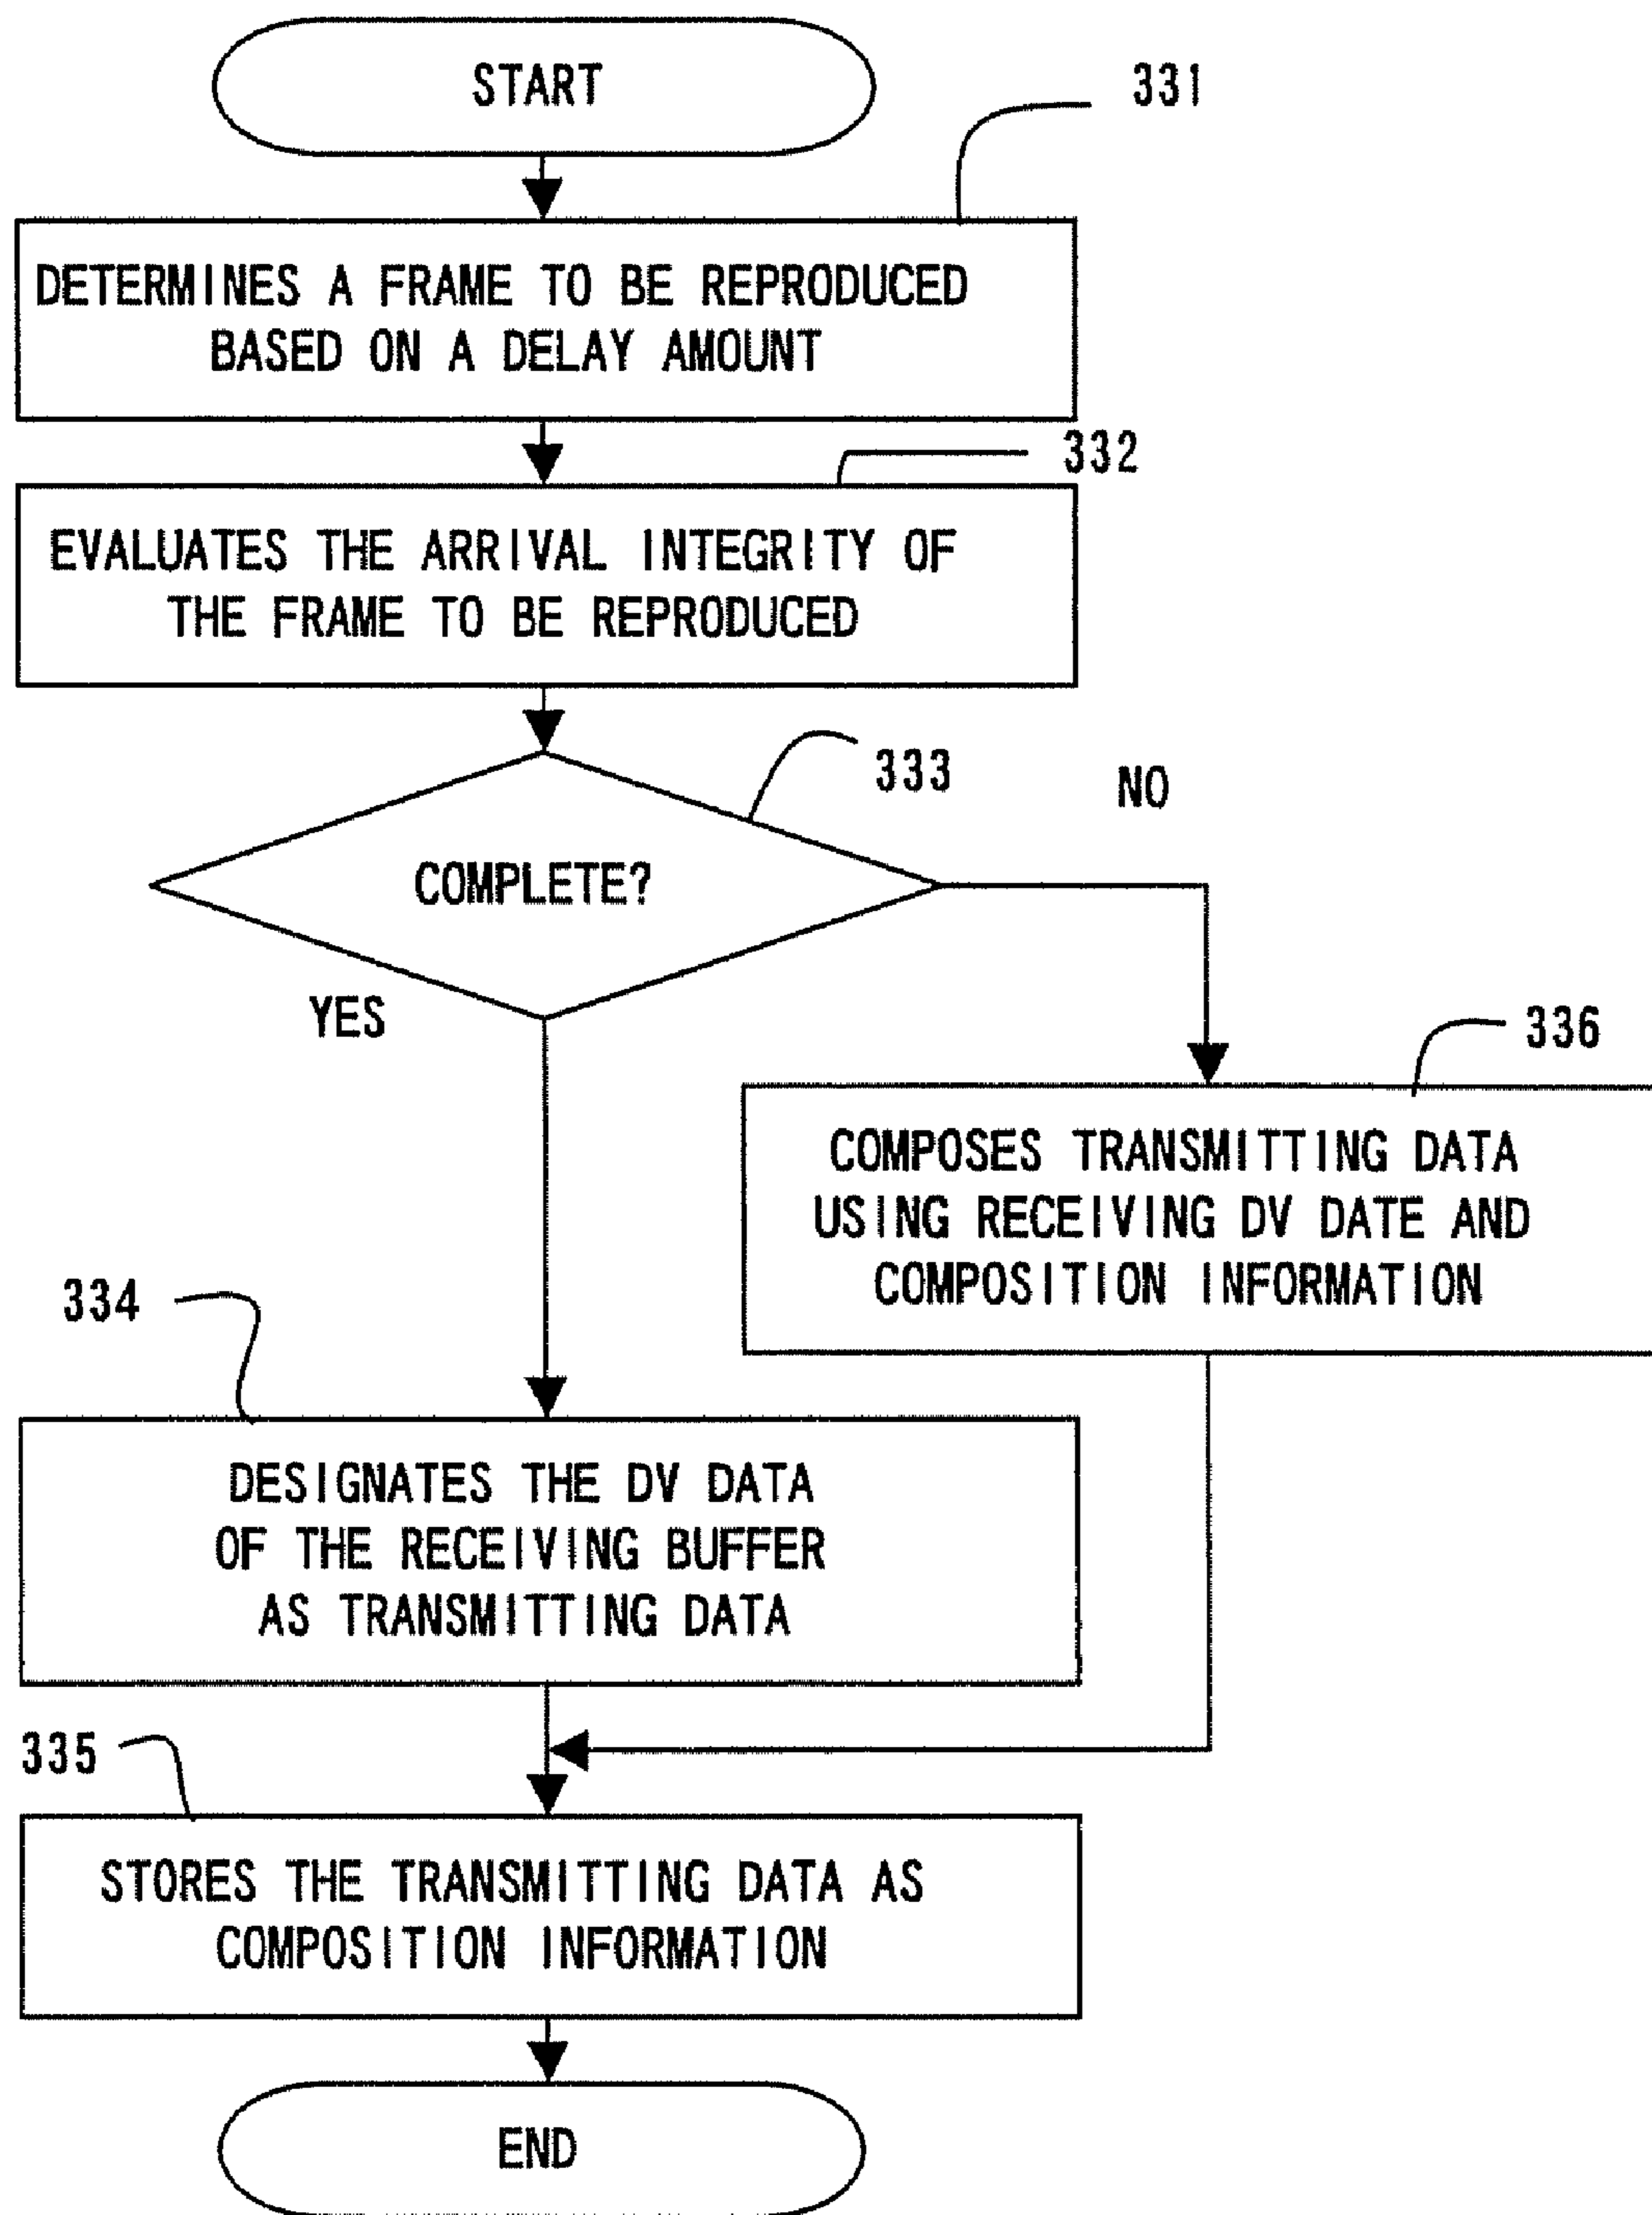 START
331
DETERMINES A FRAME TO BE REPRODUCED
BASED ON A DELAY AMOUNT
332
EVALUATES THE ARRIVAL INTEGRITY OF
THE FRAME TO BE REPRODUCED
333
NO
COMPLETE?
YES
336
COMPOSES TRANSMITTING DATA
USING RECEIVING DV DATE AND
COMPOSITION INFORMATION
334
DESIGNATES THE DV DATA
OF THE RECEIVING BUFFER
AS TRANSMITTING DATA
335
STORES THE TRANSMITTING DATA AS
COMPOSITION INFORMATION
END